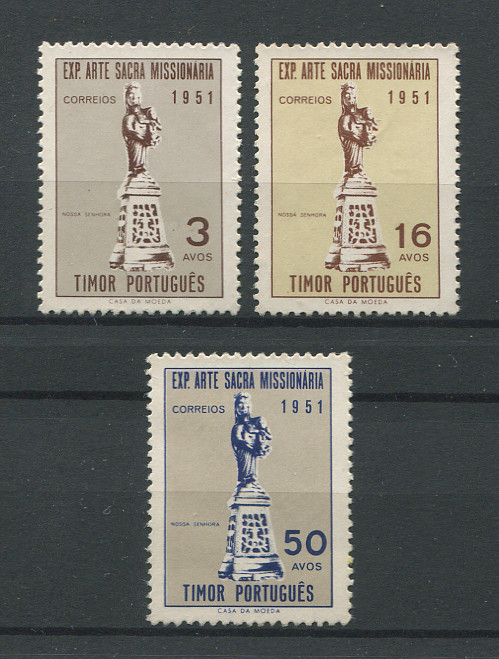 EXP. ARTE SACRA MISSIONÁRIA
CORREIOS 1951
NOSSA SENHORA
3
AVOS
TIMOR PORTUGUÊS
CASA DA MOEDA
EXP. ARTE SACRA MISSIONÁRIA
CORREIOS 1951
NOSSA SENHORA
16
AVOS
TIMOR PORTUGUÊS
CASA DA MOEDA
EXP. ARTE SACRA MISSIONÁRIA
CORREIOS 1951
NOSSA SENHORA
50
AVOS
TIMOR PORTUGUÊS
CASA DA MOEDA